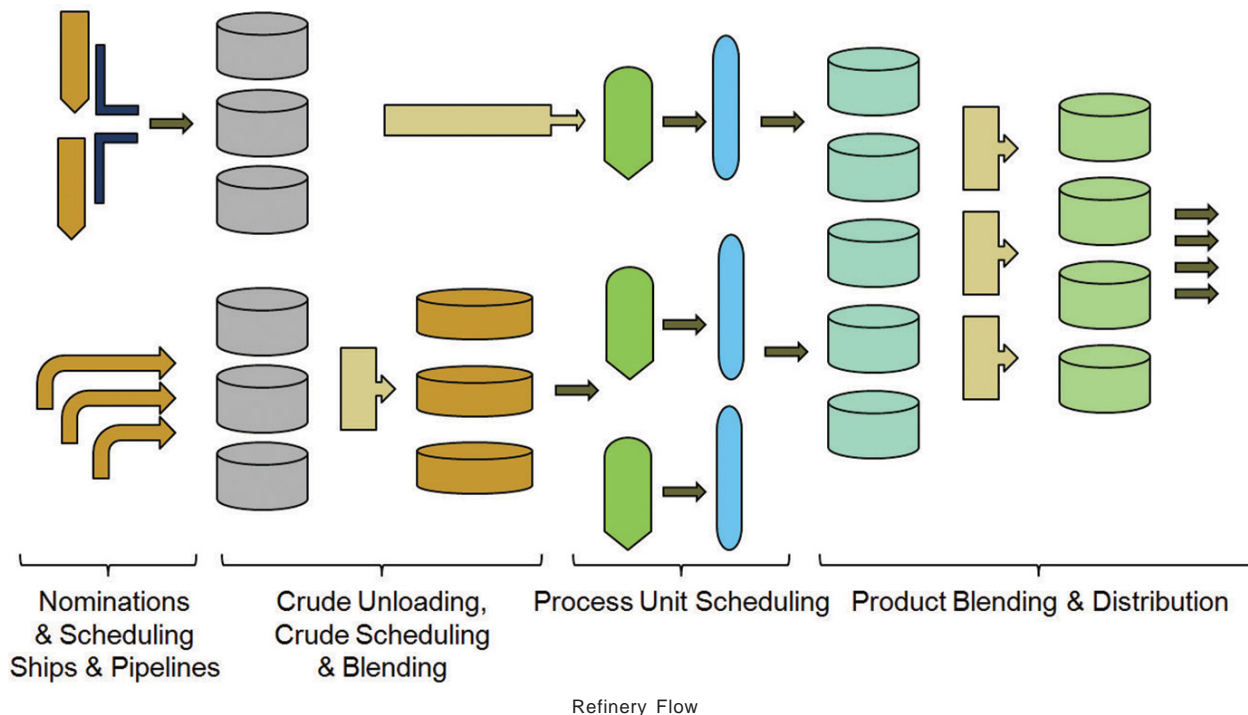 Nominations
& Scheduling
Ships & Pipelines
Crude Unloading,
Crude Scheduling
& Blending
Process Unit Scheduling
Product Blending & Distribution
Refinery Flow